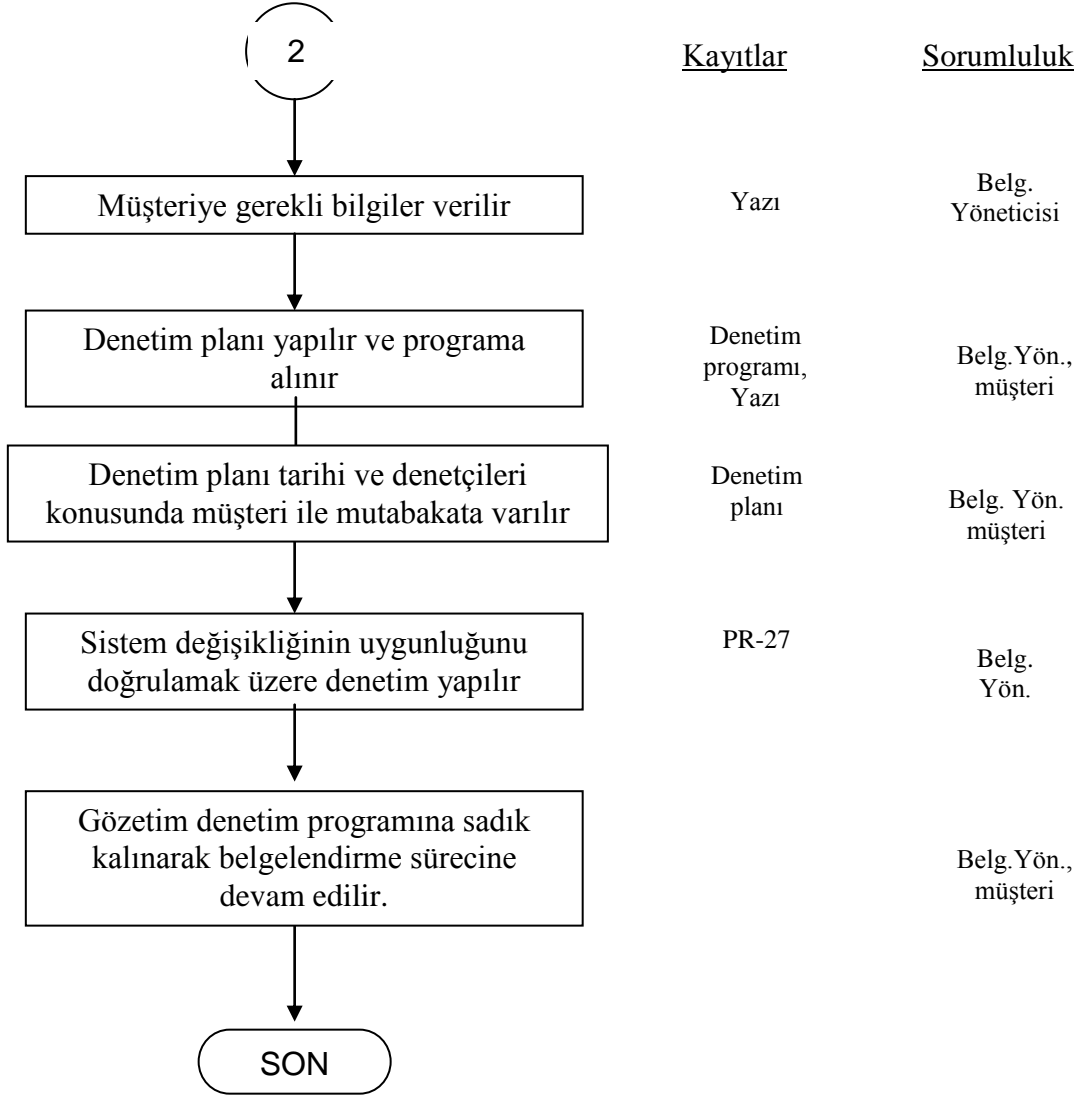 2
Kayıtlar
Sorumluluk
Müşteriye gerekli bilgiler verilir
Yazı
Belg.
Yöneticisi
Denetim planı yapılır ve programa
alınır
Denetim
programı,
Yazı
Belg.Yön.,
müşteri
Denetim planı tarihi ve denetçileri
konusunda müşteri ile mutabakata varılır
Denetim
planı
Belg. Yön.
müşteri
Sistem değişikliğinin uygunluğunu
doğrulamak üzere denetim yapılır
PR-27
Belg.
Yön.
Gözetim denetim programına sadık
kalınarak belgelendirme sürecine
devam edilir.
Belg.Yön.,
müşteri
SON